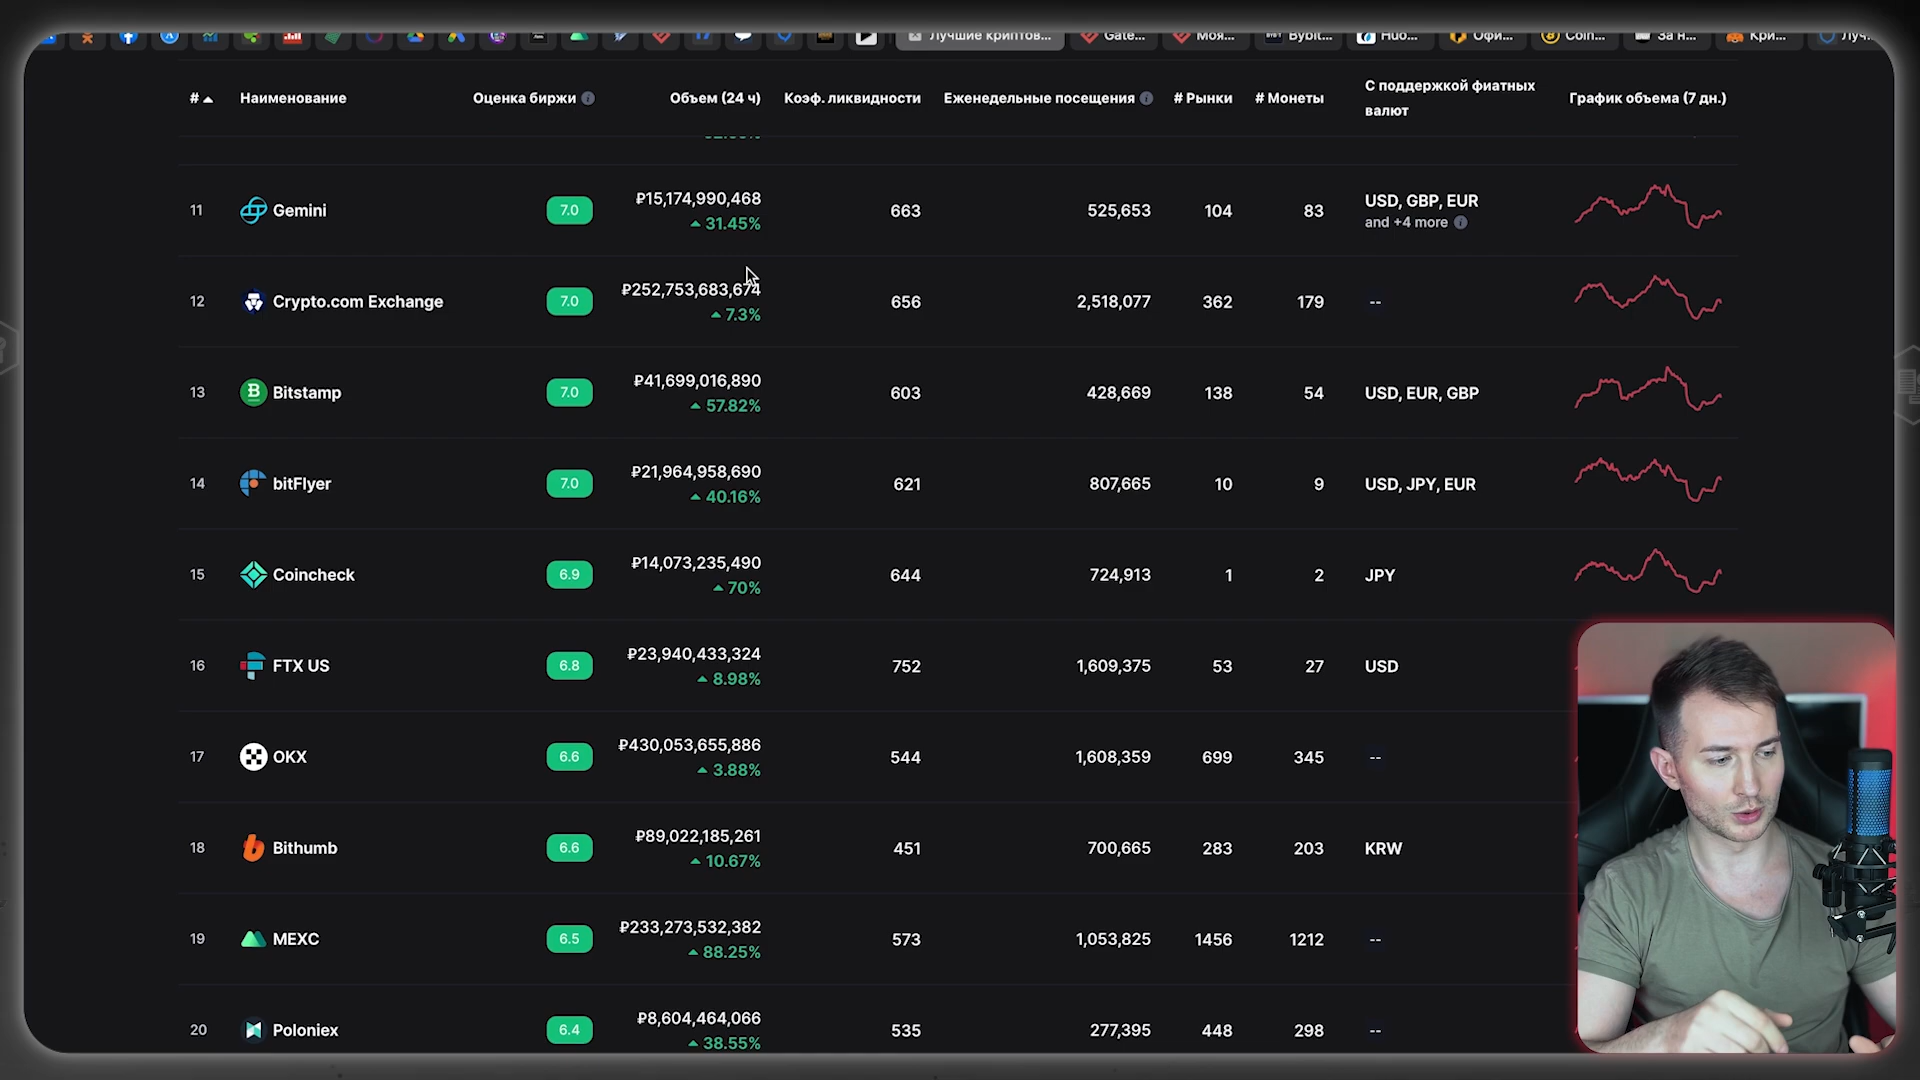 Лучшие криптов...
Gate...
Моя...
Bybit...
Huo...
Офи...
Coin...
За н...
Кри...
Луч...
#
Наименование
Оценка биржи
Объем (24 ч)
Коэф. ликвидности
Еженедельные посещения
# Рынки
# Монеты
С поддержкой фиатных валют
График объема (7 дн.)
11
Gemini
7.0
₽15,174,990,468
31.45%
663
525,653
104
83
USD, GBP, EUR
and +4 more
12
Crypto.com Exchange
7.0
₽252,753,683,674
7.3%
656
2,518,077
362
179
--
13
Bitstamp
7.0
₽41,699,016,890
57.82%
603
428,669
138
54
USD, EUR, GBP
14
bitFlyer
7.0
₽21,964,958,690
40.16%
621
807,665
10
9
USD, JPY, EUR
15
Coincheck
6.9
₽14,073,235,490
70%
644
724,913
1
2
JPY
16
FTX US
6.8
₽23,940,433,324
8.98%
752
1,609,375
53
27
USD
17
OKX
6.6
₽430,053,655,886
3.88%
544
1,608,359
699
345
--
18
Bithumb
6.6
₽89,022,185,261
10.67%
451
700,665
283
203
KRW
19
MEXC
6.5
₽233,273,532,382
88.25%
573
1,053,825
1456
1212
--
20
Poloniex
6.4
₽8,604,464,066
38.55%
535
277,395
448
298
--